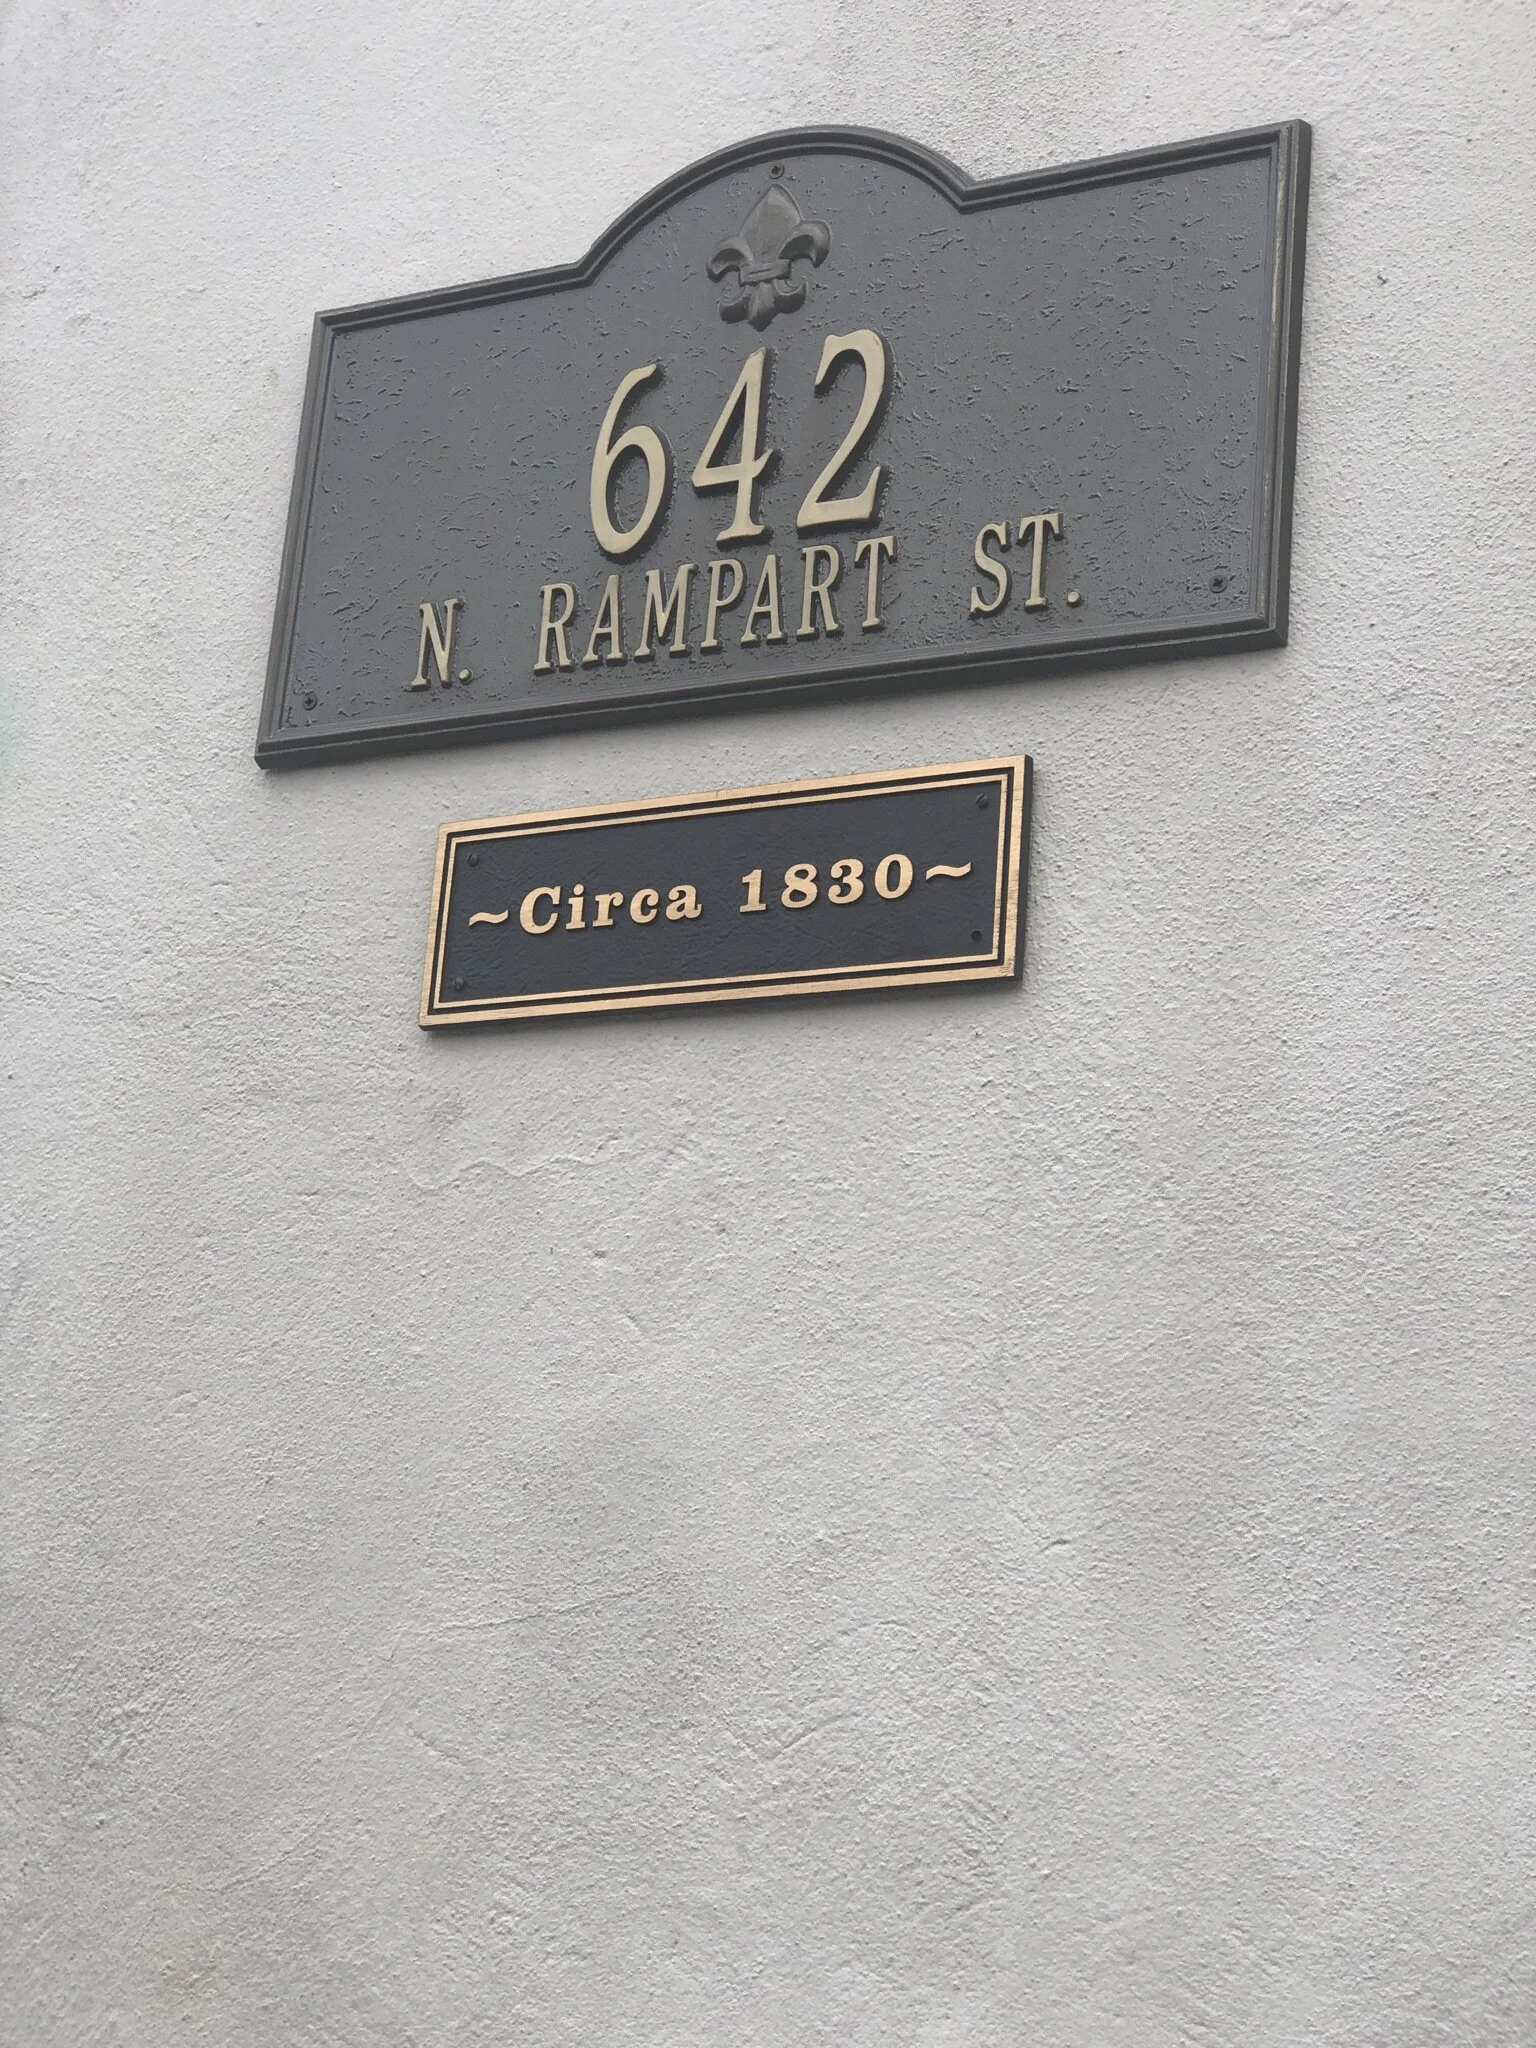 642
N. RAMPART ST.
~Circa 1830~